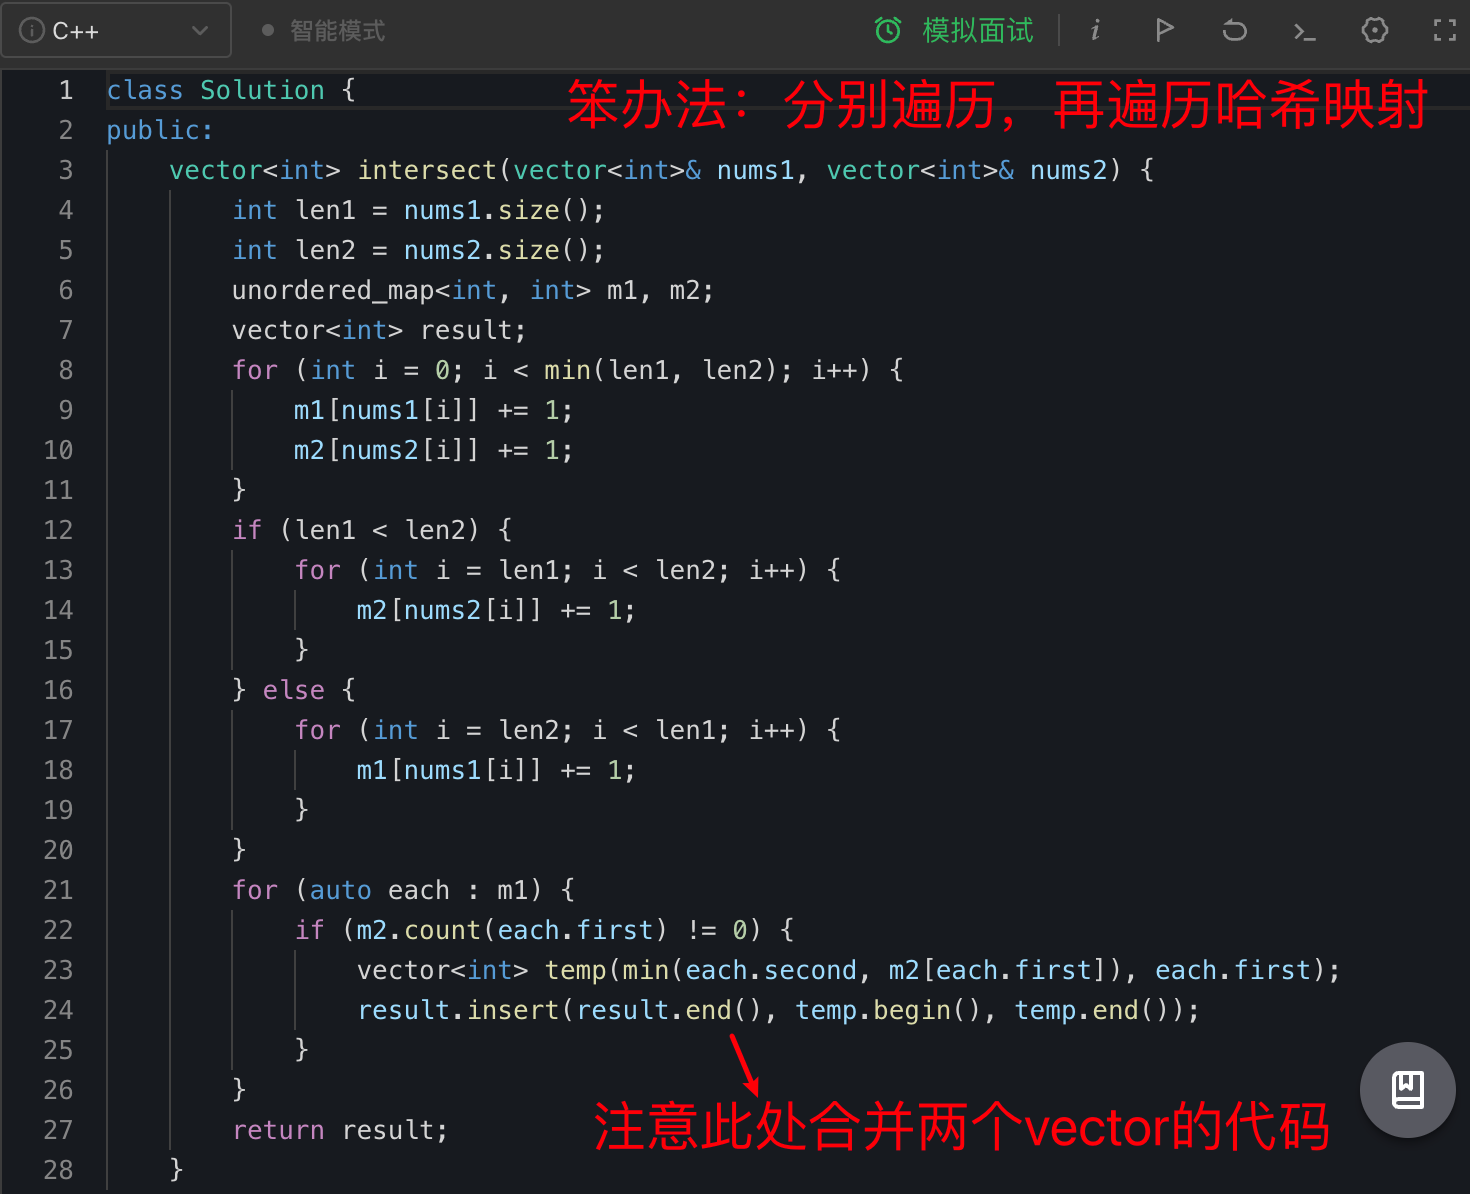 C++ 智能模式 模拟面试
笨办法：分别遍历，再遍历哈希映射
1 class Solution {
2 public:
3     vector<int> intersect(vector<int>& nums1, vector<int>& nums2) {
4         int len1 = nums1.size();
5         int len2 = nums2.size();
6         unordered_map<int, int> m1, m2;
7         vector<int> result;
8         for (int i = 0; i < min(len1, len2); i++) {
9             m1[nums1[i]] += 1;
10             m2[nums2[i]] += 1;
11         }
12         if (len1 < len2) {
13             for (int i = len1; i < len2; i++) {
14                 m2[nums2[i]] += 1;
15             }
16         } else {
17             for (int i = len2; i < len1; i++) {
18                 m1[nums1[i]] += 1;
19             }
20         }
21         for (auto each : m1) {
22             if (m2.count(each.first) != 0) {
23                 vector<int> temp(min(each.second, m2[each.first]), each.first);
24                 result.insert(result.end(), temp.begin(), temp.end());
25             }
26         }
27         return result;
28     }
注意此处合并两个vector的代码